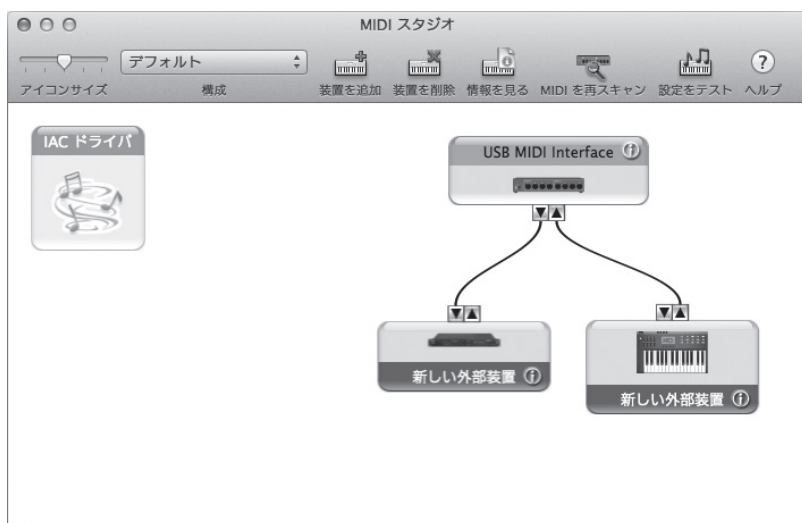 MIDI スタジオ
デフォルト
アイコンサイズ 構成 装置を追加 装置を削除 情報を見る MIDI を再スキャン 設定をテスト ヘルプ
IAC ドライバ
USB MIDI Interface
新しい外部装置
新しい外部装置